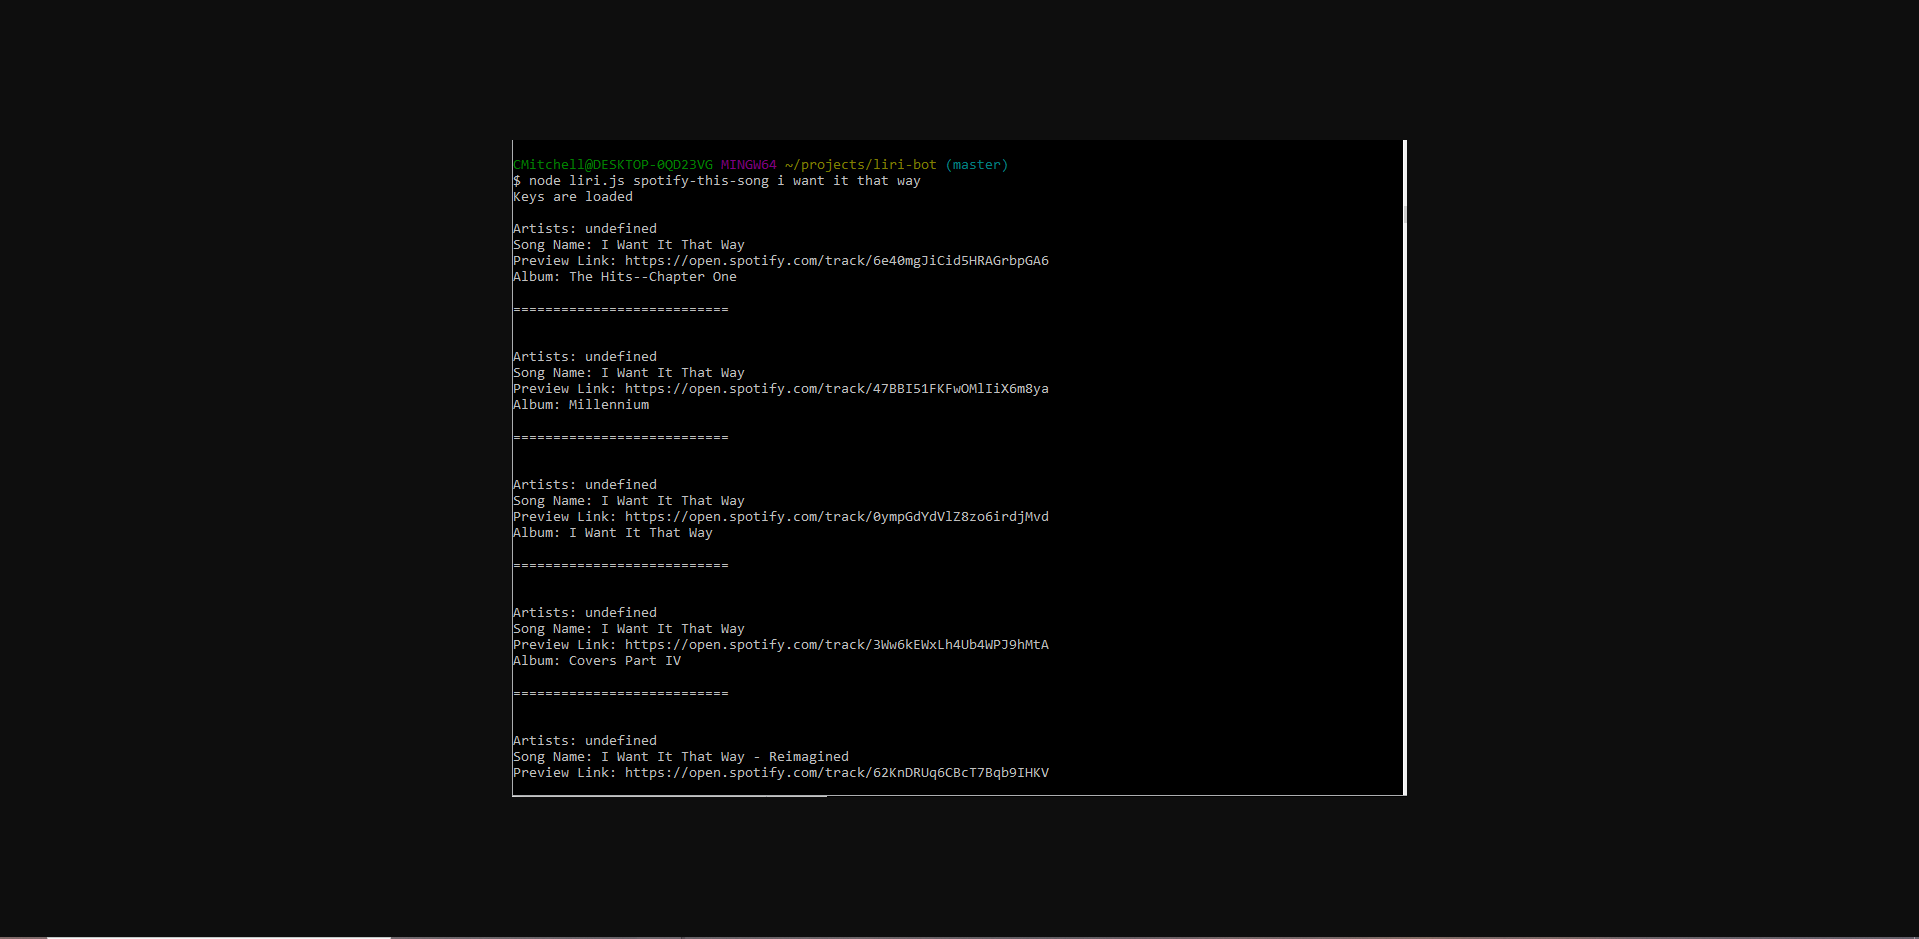 CMitchell@DESKTOP-0QD23VG MINGW64 ~/projects/liri-bot (master)
$ node liri.js spotify-this-song i want it that way
Keys are loaded
Artists: undefined
Song Name: I Want It That Way
Preview Link: https://open.spotify.com/track/6e40mgJiCid5HRAGrbpGA6
Album: The Hits--Chapter One
===========================
Artists: undefined
Song Name: I Want It That Way
Preview Link: https://open.spotify.com/track/47BBI51FKFwOMlIiX6m8ya
Album: Millennium
===========================
Artists: undefined
Song Name: I Want It That Way
Preview Link: https://open.spotify.com/track/0ympGdYdVlZ8zo6irdjMvd
Album: I Want It That Way
===========================
Artists: undefined
Song Name: I Want It That Way
Preview Link: https://open.spotify.com/track/3Ww6kEWxLh4Ub4WPJ9hMtA
Album: Covers Part IV
===========================
Artists: undefined
Song Name: I Want It That Way - Reimagined
Preview Link: https://open.spotify.com/track/62KnDRUq6CBcT7Bqb9IHKV